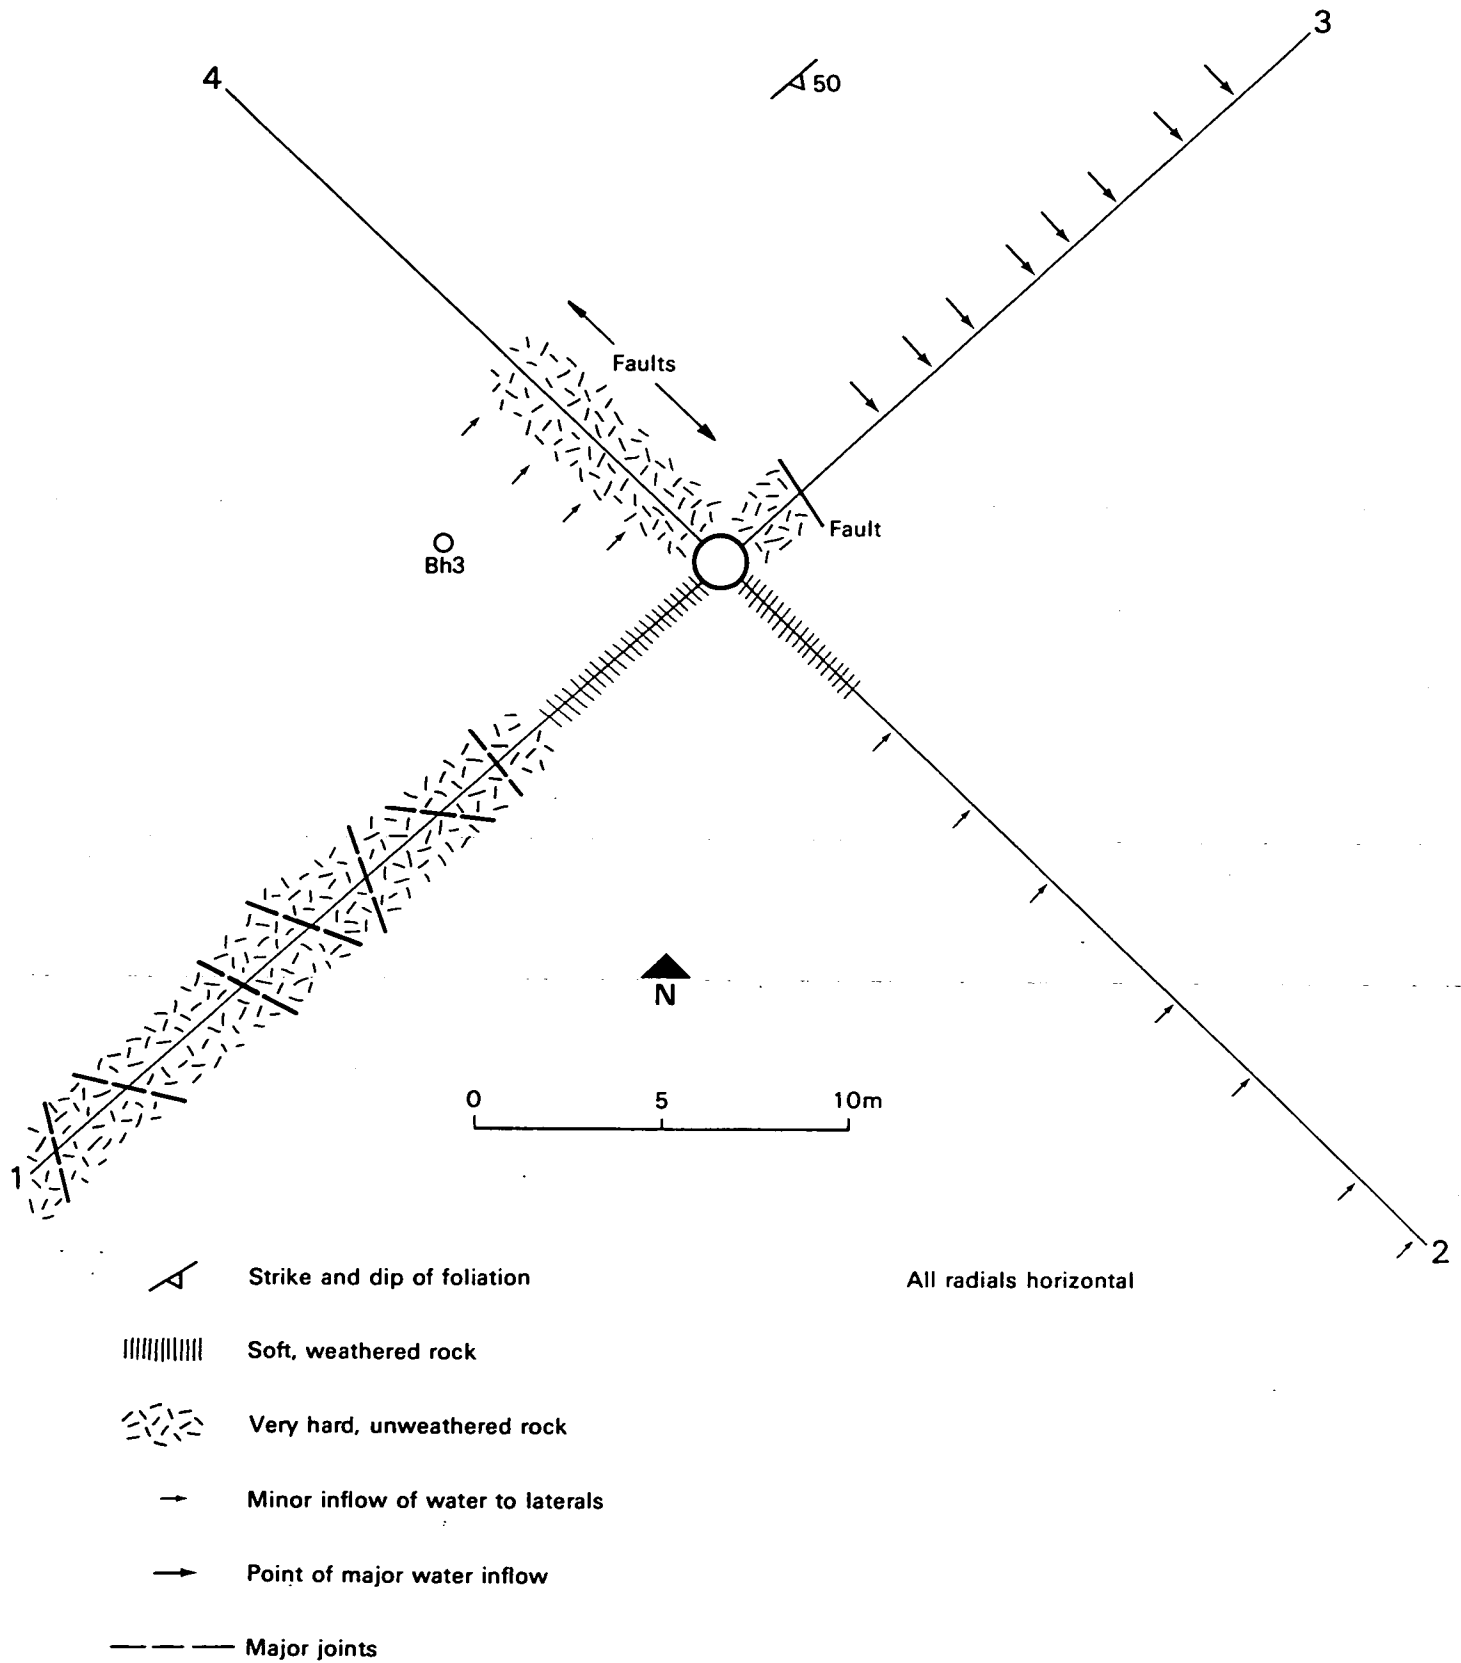 3
4
50
Faults
Fault
Bh3
N
0 5 10m
1
2
Strike and dip of foliation
All radials horizontal
Soft, weathered rock
Very hard, unweathered rock
Minor inflow of water to laterals
Point of major water inflow
Major joints